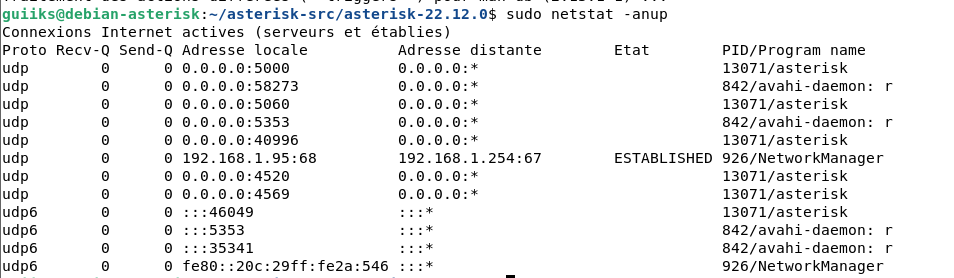 guiiks@debian-asterisk:~/asterisk-src/asterisk-22.12.0$ sudo netstat -anup
Connexions Internet actives (serveurs et établies)
Proto Recv-Q Send-Q Adresse locale          Adresse distante        Etat        PID/Program name
udp        0      0 0.0.0.0:5000            0.0.0.0:*                           13071/asterisk
udp        0      0 0.0.0.0:58273           0.0.0.0:*                           842/avahi-daemon: r
udp        0      0 0.0.0.0:5060            0.0.0.0:*                           13071/asterisk
udp        0      0 0.0.0.0:5353            0.0.0.0:*                           842/avahi-daemon: r
udp        0      0 0.0.0.0:40996           0.0.0.0:*                           13071/asterisk
udp        0      0 192.168.1.95:68         192.168.1.254:67        ESTABLISHED 926/NetworkManager
udp        0      0 0.0.0.0:4520            0.0.0.0:*                           13071/asterisk
udp        0      0 0.0.0.0:4569            0.0.0.0:*                           13071/asterisk
udp6       0      0 :::46049                :::*                                13071/asterisk
udp6       0      0 :::5353                 :::*                                842/avahi-daemon: r
udp6       0      0 :::35341                :::*                                842/avahi-daemon: r
udp6       0      0 fe80::20c:29ff:fe2a:546 :::*                                926/NetworkManager